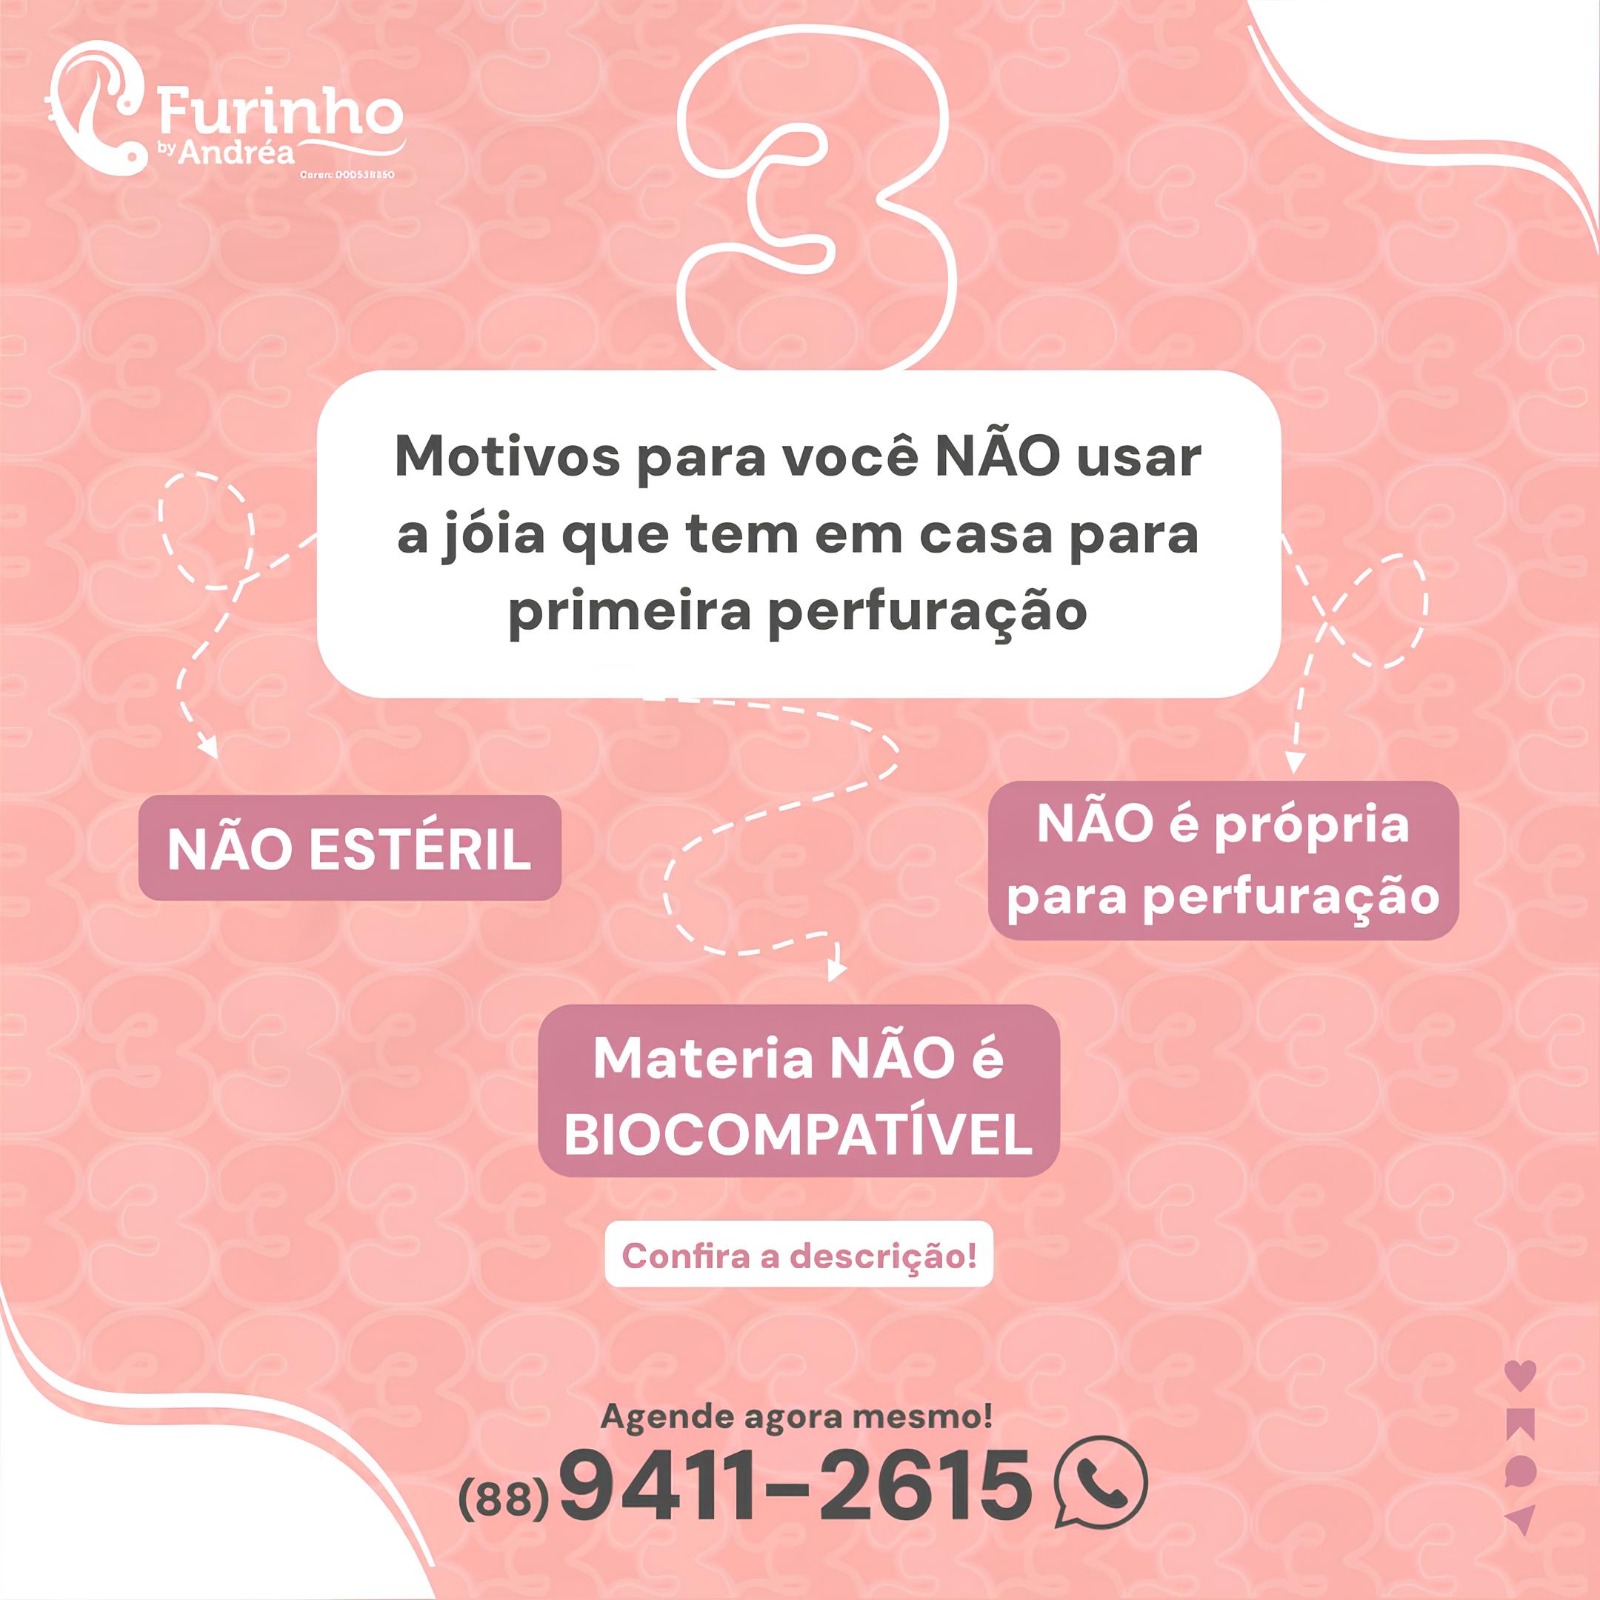 Furinho
by Andréa
3
Motivos para você NÃO usar
a jóia que tem em casa para
primeira perfuração
NÃO ESTÉRIL
NÃO é própria
para perfuração
Materia NÃO é
BIOCOMPATÍVEL
Confira a descrição!
Agende agora mesmo!
(88) 9411-2615